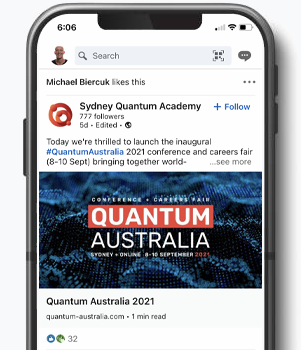 6:06
Search
Michael Biercuk likes this
Sydney Quantum Academy
+ Follow
777 followers
5d • Edited •
Today we're thrilled to launch the inaugural
#QuantumAustralia 2021 conference and careers fair
(8-10 Sept) bringing together world- ...see more
CONFERENCE + CAREERS FAIR
QUANTUM
AUSTRALIA
SYDNEY + ONLINE 8-10 SEPTEMBER 2021
Quantum Australia 2021
quantum-australia.com • 1 min read
32